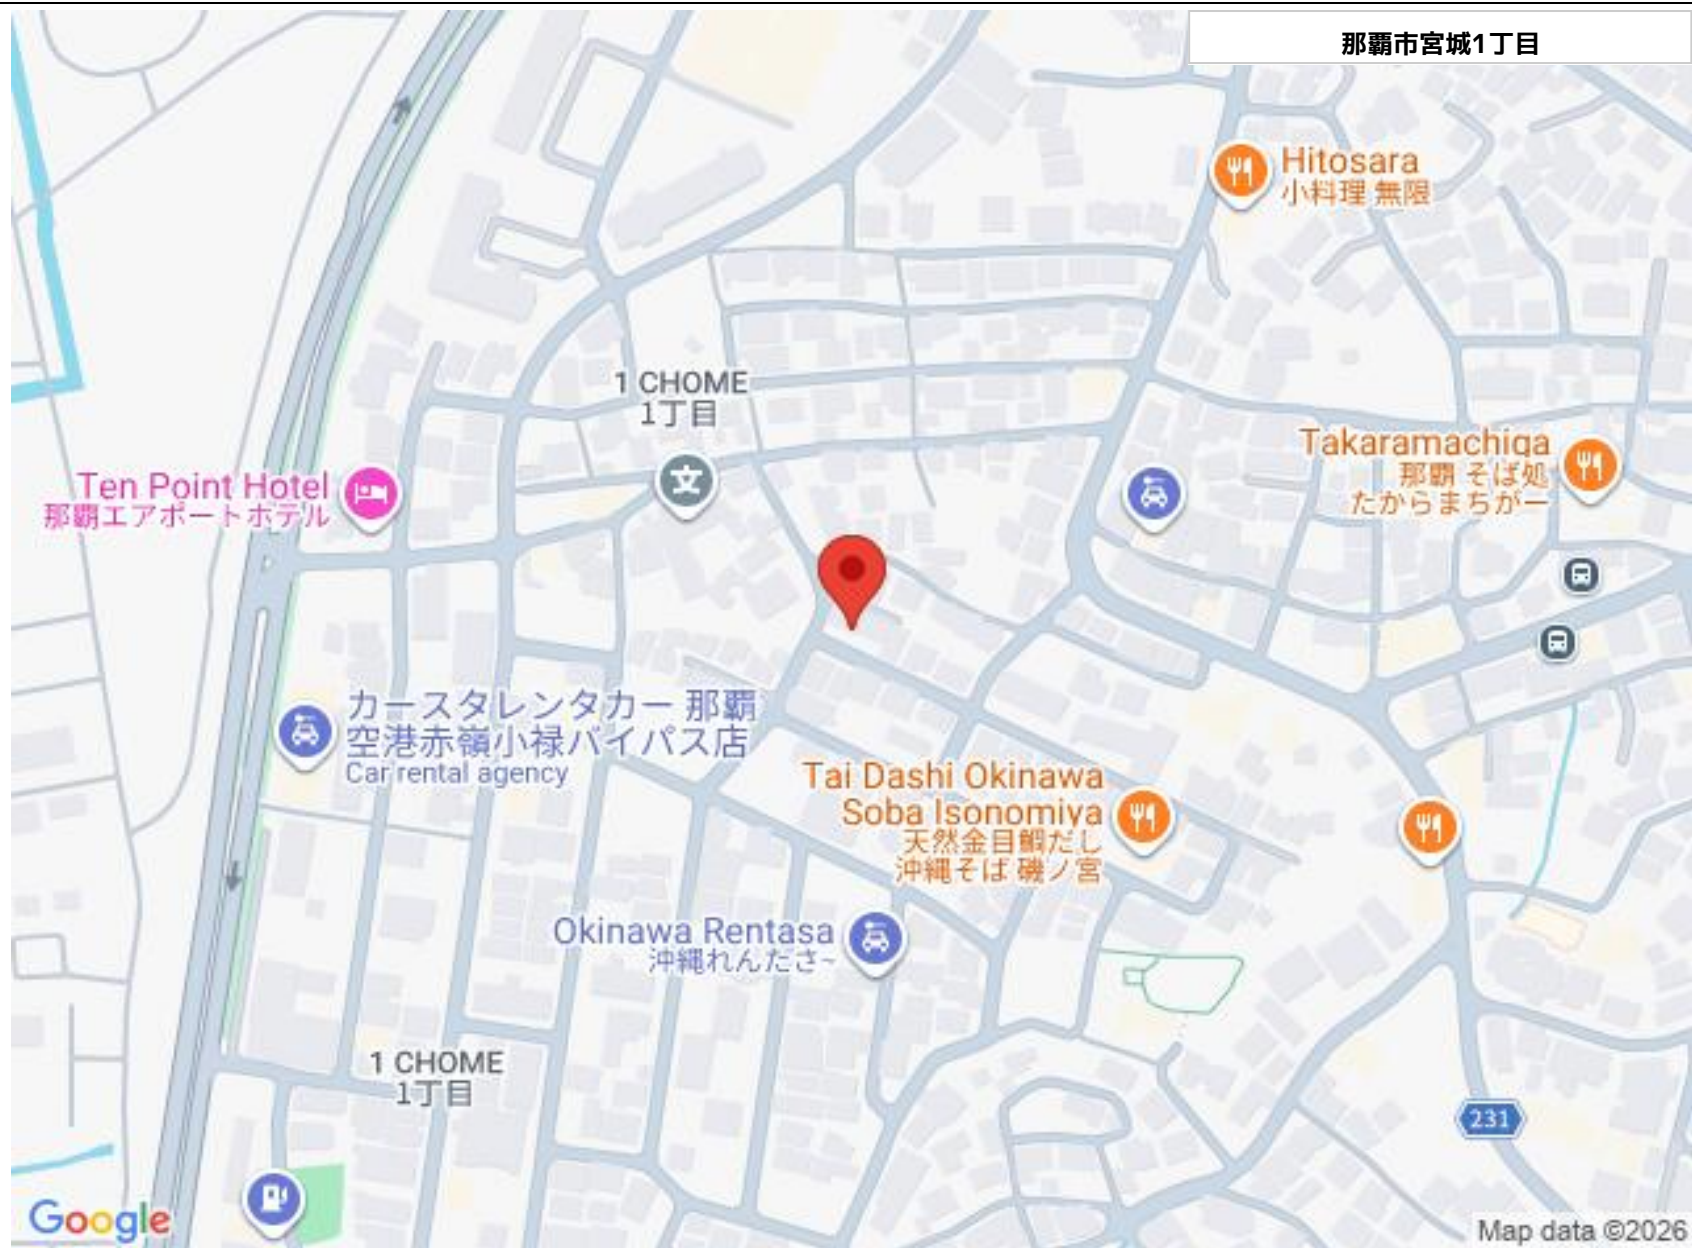 那覇市宮城1丁目
Hitosara
小料理 無限
1 CHOME
1丁目
Takaramachiga
那覇 そば処
たからまちがー
Ten Point Hotel
那覇エアポートホテル
文
カースタレンタカー 那覇
空港赤嶺小禄バイパス店
Car rental agency
Tai Dashi Okinawa
Soba Isonomiya
天然金目鯛だし
沖縄そば 磯ノ宮
Okinawa Rentasa
沖縄れんださ~
1 CHOME
1丁目
231
Google
Map data ©2026